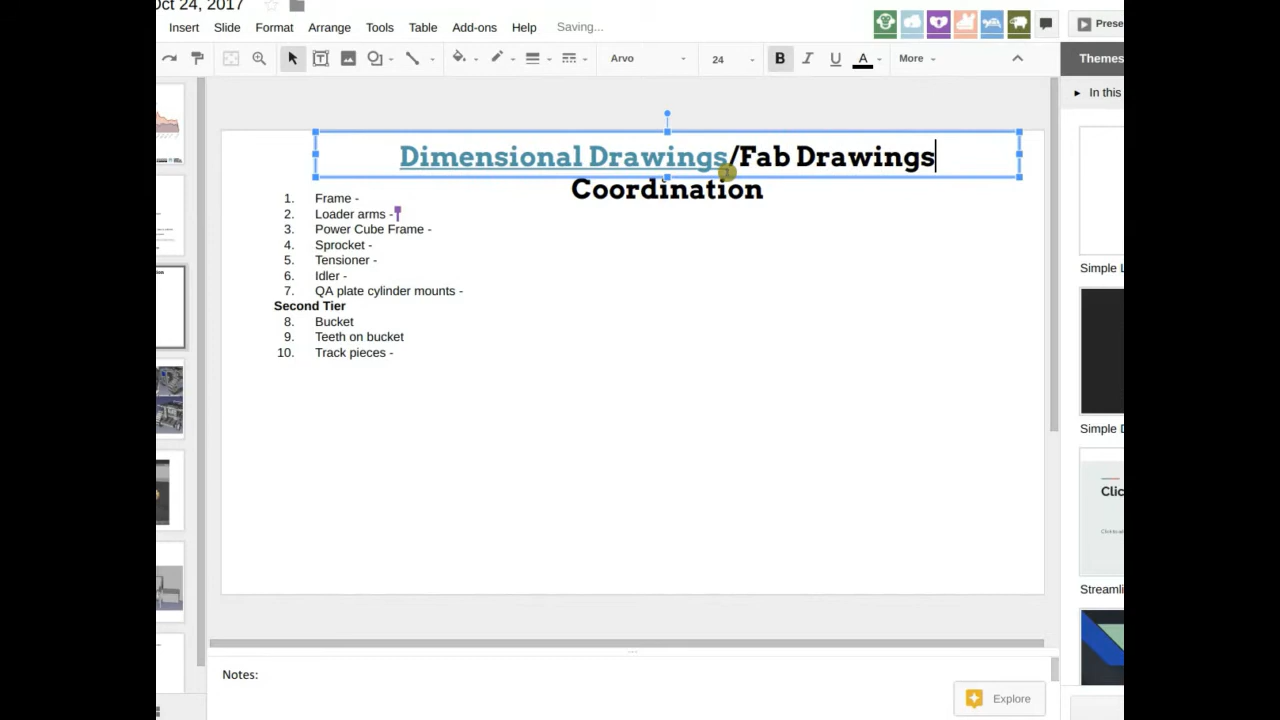 Oct 24, 2017
Insert Slide Format Arrange Tools Table Add-ons Help Saving...
Prese
Arvo 24 B I U A More
Themes
In this
Dimensional Drawings/Fab Drawings
Coordination
1. Frame -
2. Loader arms -
3. Power Cube Frame -
4. Sprocket -
5. Tensioner -
6. Idler -
7. QA plate cylinder mounts -
Second Tier
8. Bucket
9. Teeth on bucket
10. Track pieces -
Simple L
Simple D
Clic
Streamli
Notes:
Explore